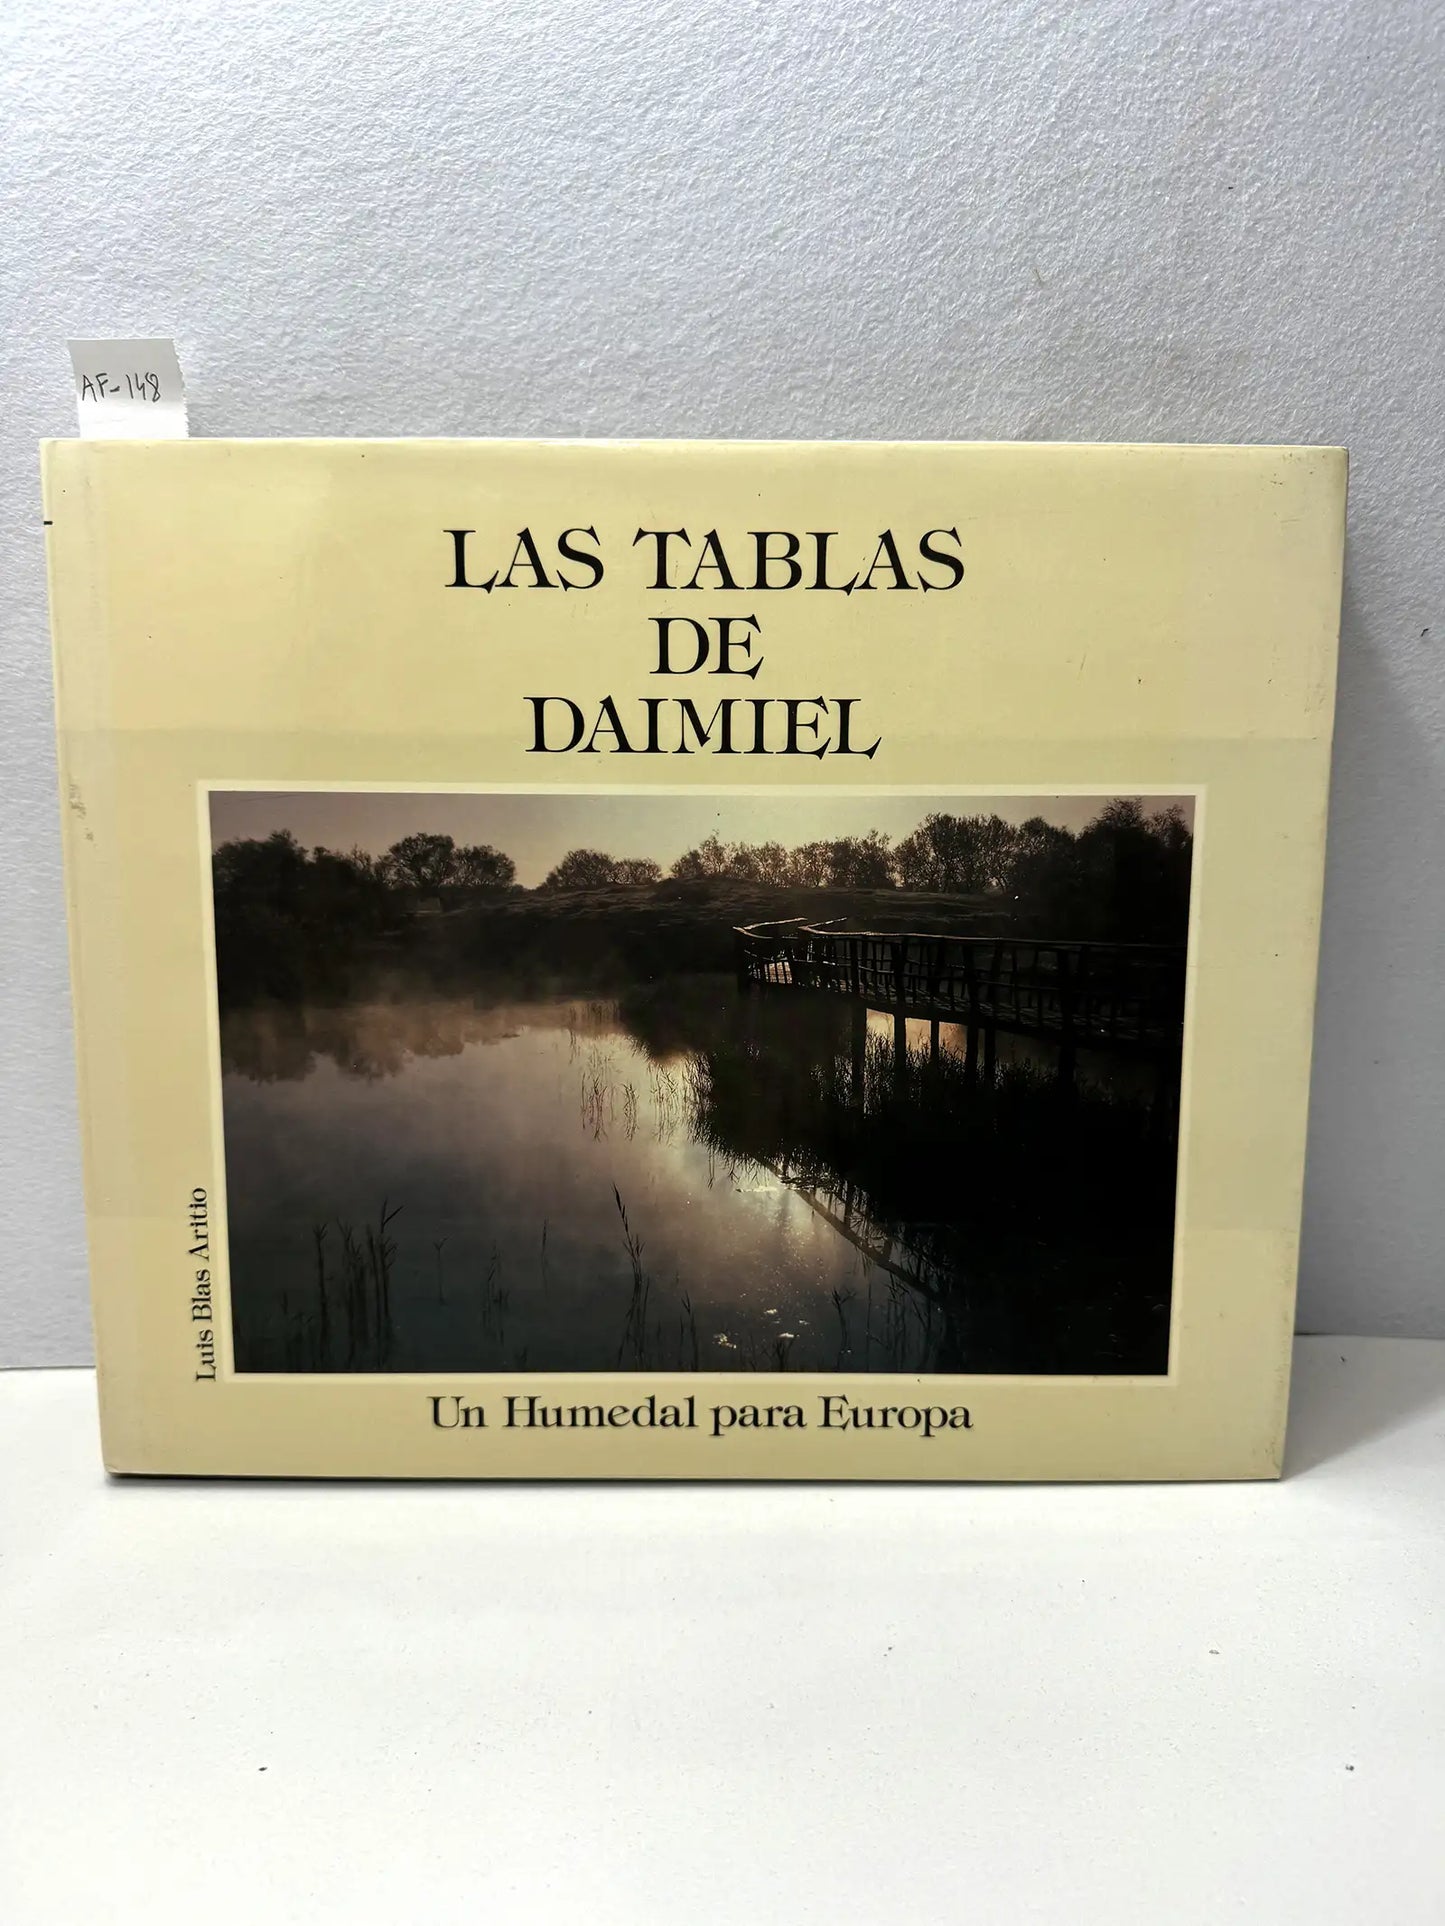 AF-148
LAS TABLAS
DE
DAIMIEL
Luis Blas Aritio
Un Humedal para Europa